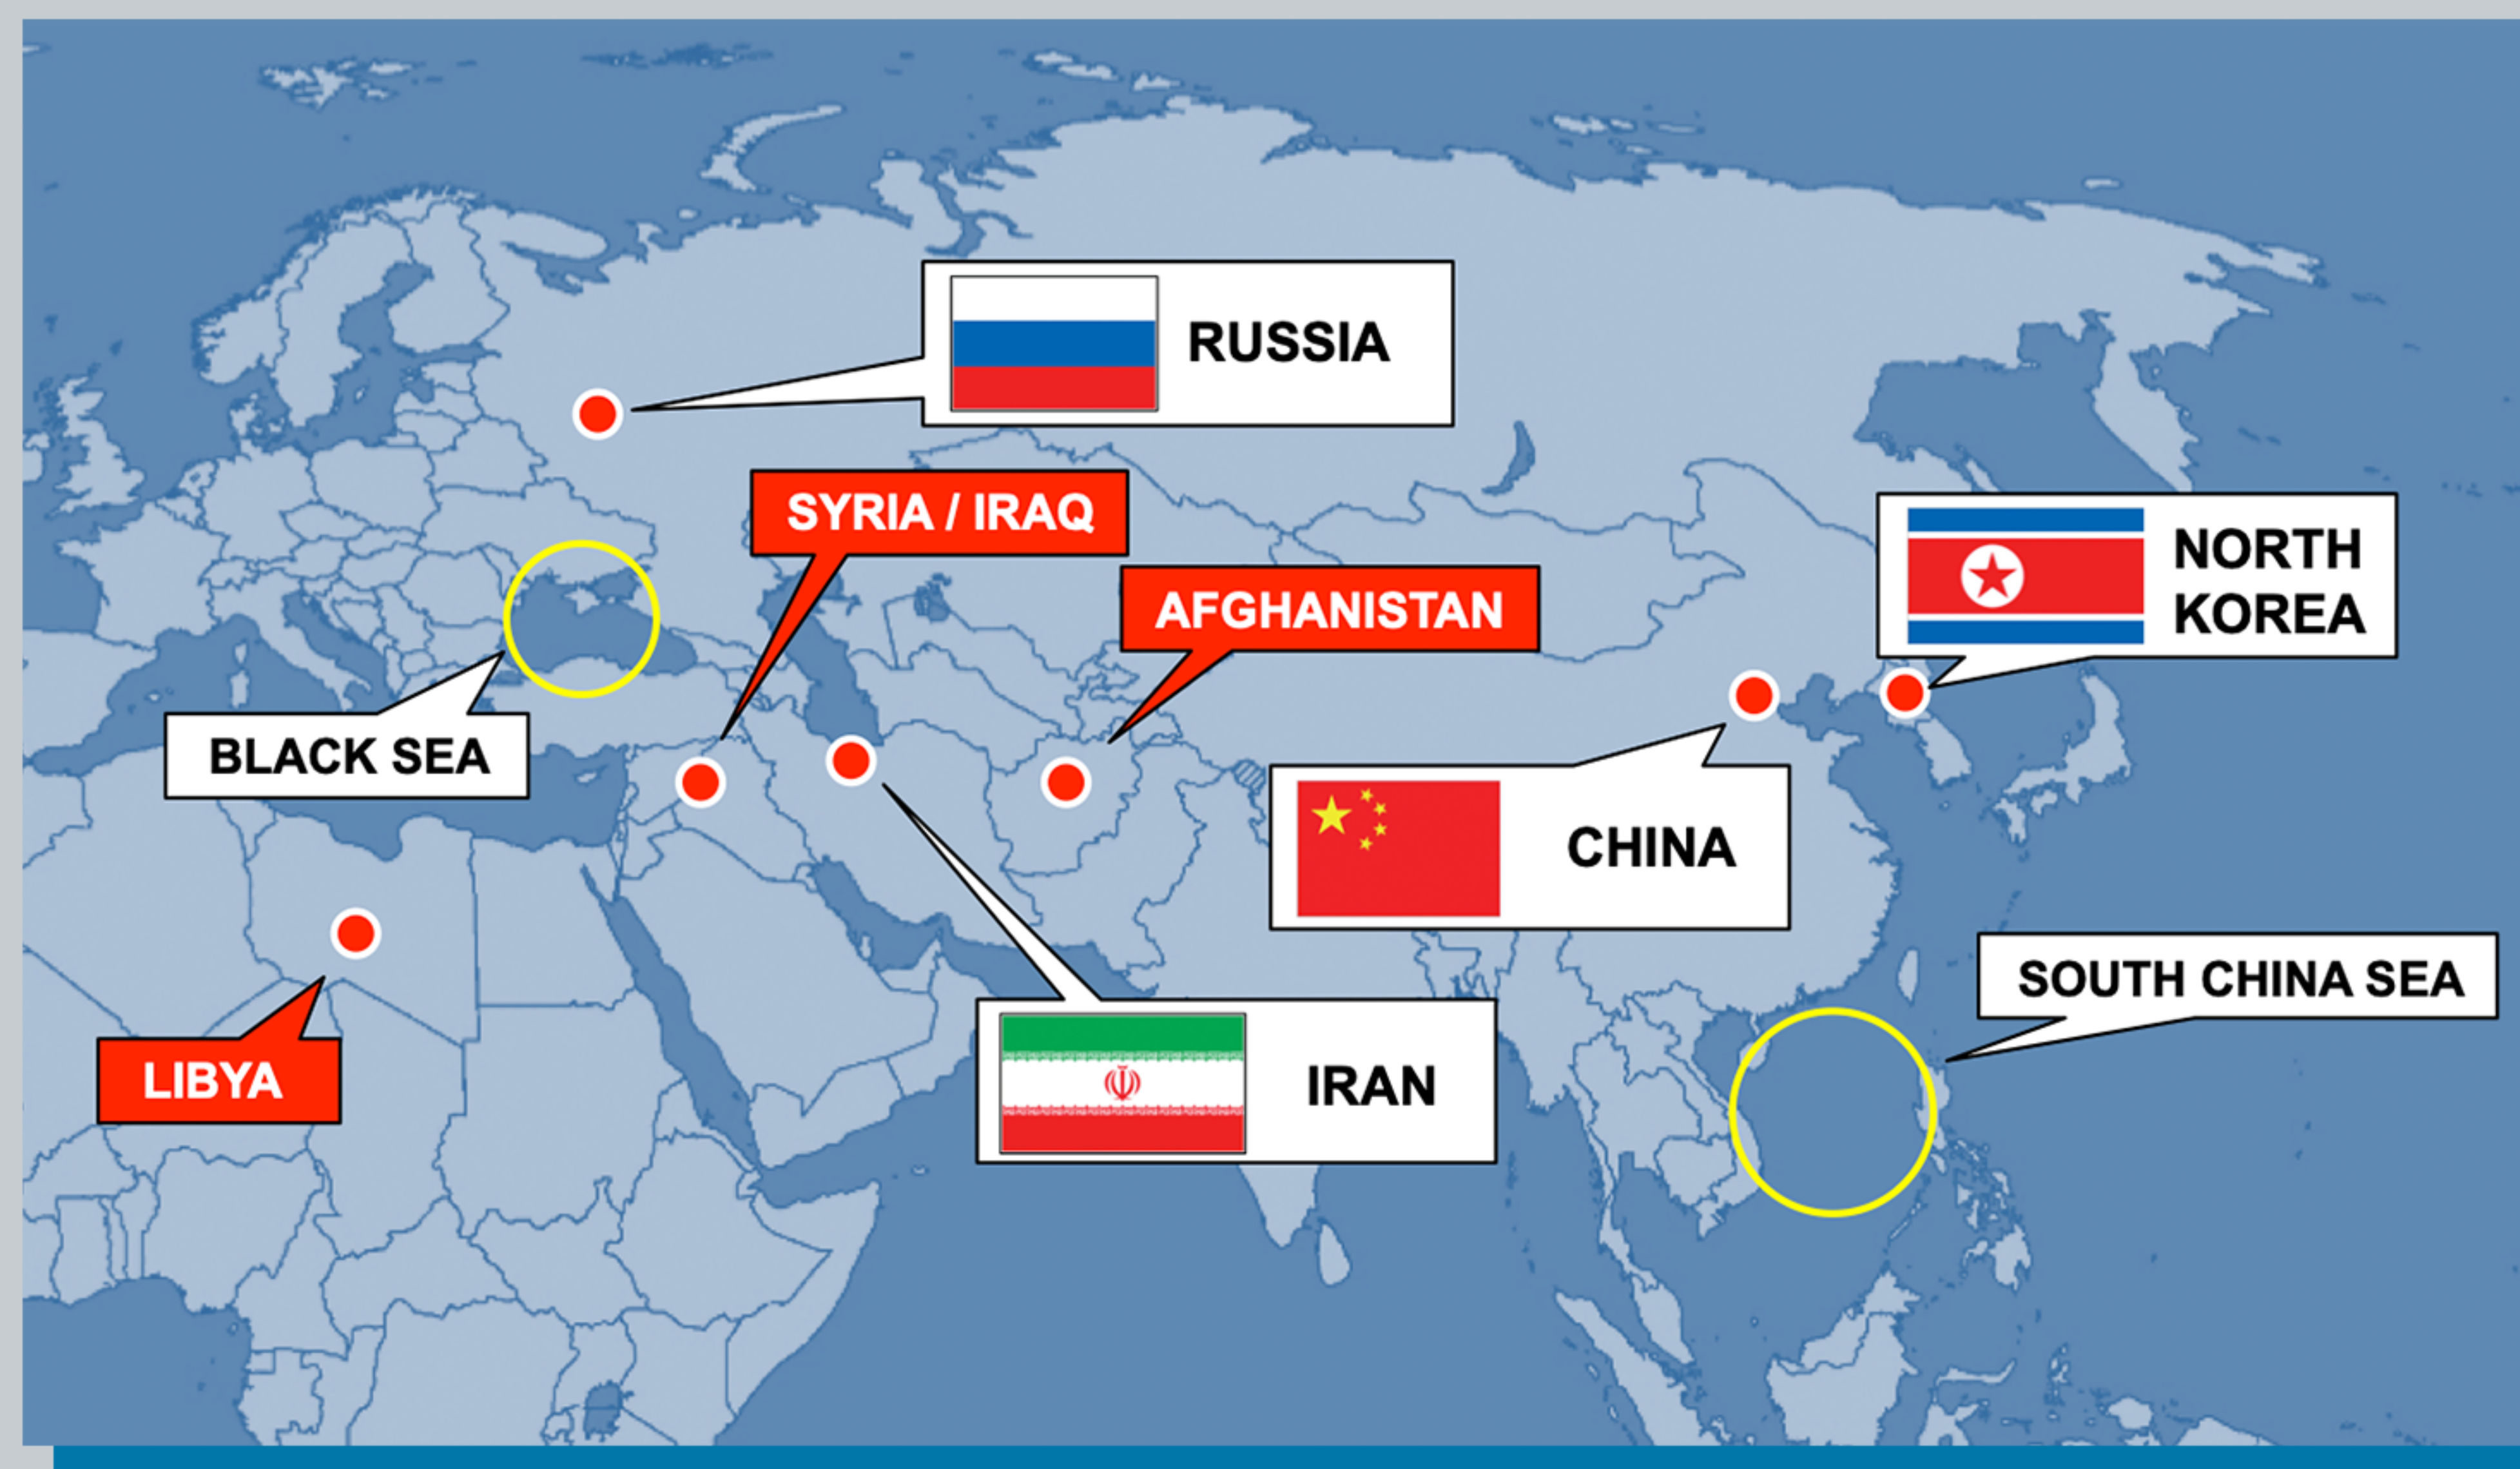 RUSSIA
SYRIA / IRAQ
AFGHANISTAN
NORTH
KOREA
BLACK SEA
CHINA
SOUTH CHINA SEA
LIBYA
IRAN